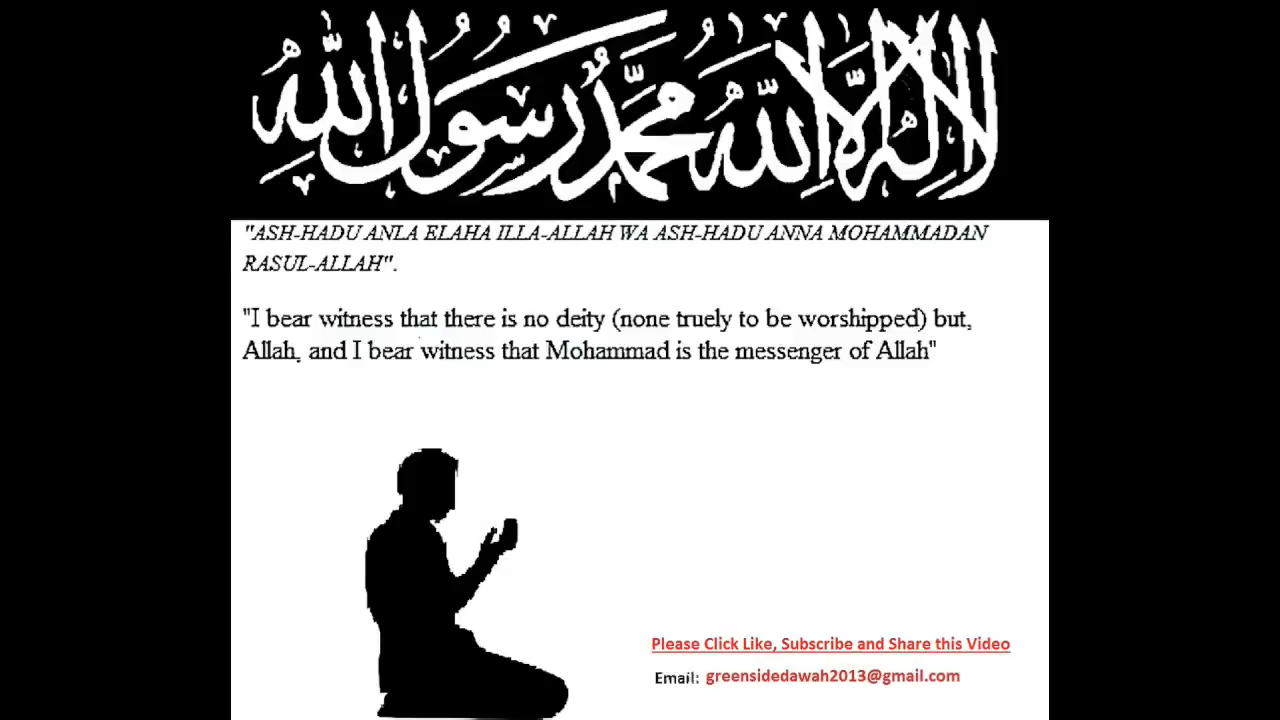 لا إله إلا الله محمد رسول الله
"ASH-HADU ANLA ELAHA ILLA-ALLAH WA ASH-HADU ANNA MOHAMMADAN
RASUL-ALLAH".
"I bear witness that there is no deity (none truely to be worshipped) but,
Allah, and I bear witness that Mohammad is the messenger of Allah"
Please Click Like, Subscribe and Share this Video
Email: greensidedawah2013@gmail.com